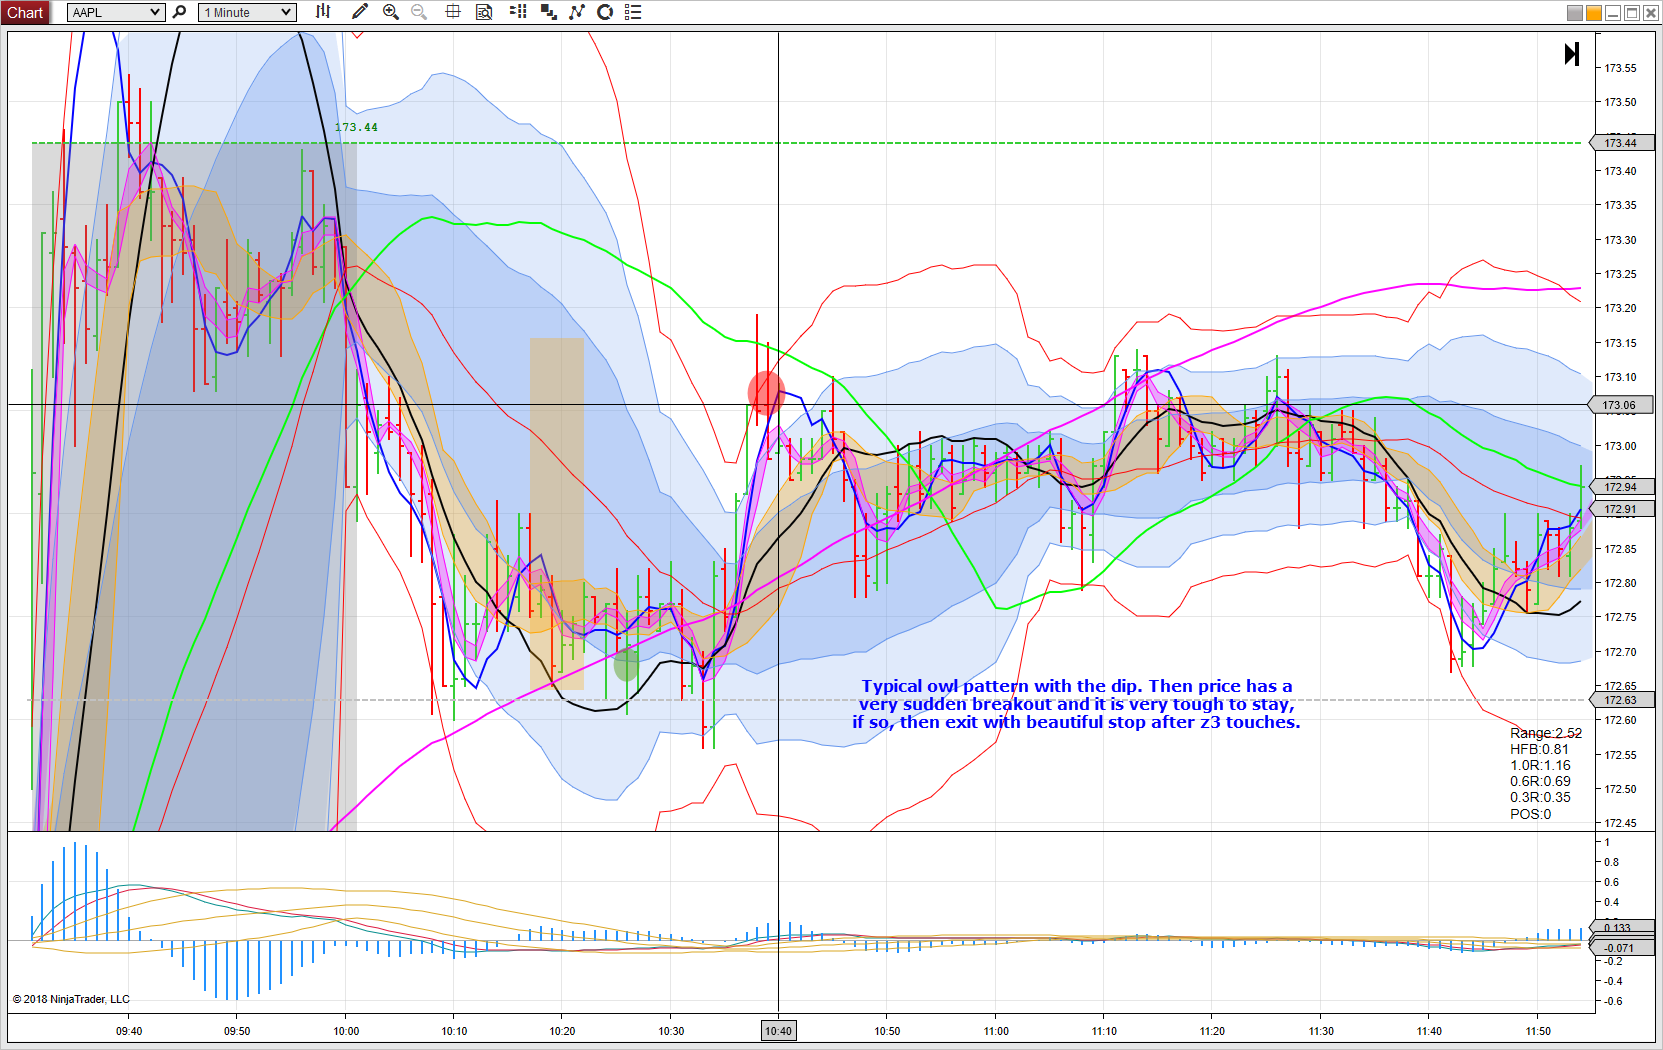 Chart AAPL 1 Minute
173.44
173.55
173.50
173.44
173.40
173.35
173.30
173.25
173.20
173.15
173.10
173.06
173.00
172.94
172.91
172.85
172.80
172.75
172.70
172.65
172.63
172.60
172.55
172.50
172.45
Typical owl pattern with the dip. Then price has a
very sudden breakout and it is very tough to stay,
if so, then exit with beautiful stop after z3 touches.
Range:2.52
HFB:0.81
1.0R:1.16
0.6R:0.69
0.3R:0.35
POS:0
1
0.8
0.6
0.4
0.133
-0.071
-0.2
-0.4
-0.6
© 2018 NinjaTrader, LLC
09:40 09:50 10:00 10:10 10:20 10:30 10:40 10:50 11:00 11:10 11:20 11:30 11:40 11:50